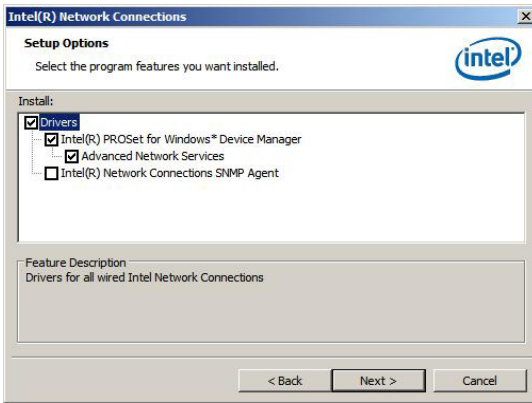 Intel(R) Network Connections
Setup Options
Select the program features you want installed.
intel
Install:
Drivers
Intel(R) PROSet for Windows* Device Manager
Advanced Network Services
Intel(R) Network Connections SNMP Agent
Feature Description
Drivers for all wired Intel Network Connections
< Back
Next >
Cancel